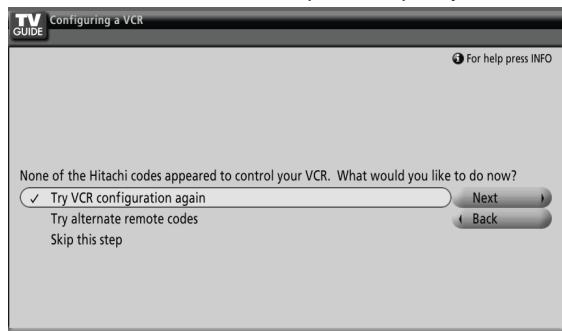 TV
GUIDE
Configuring a VCR
For help press INFO
None of the Hitachi codes appeared to control your VCR. What would you like to do now?
✓ Try VCR configuration again
Next
Try alternate remote codes
Back
Skip this step